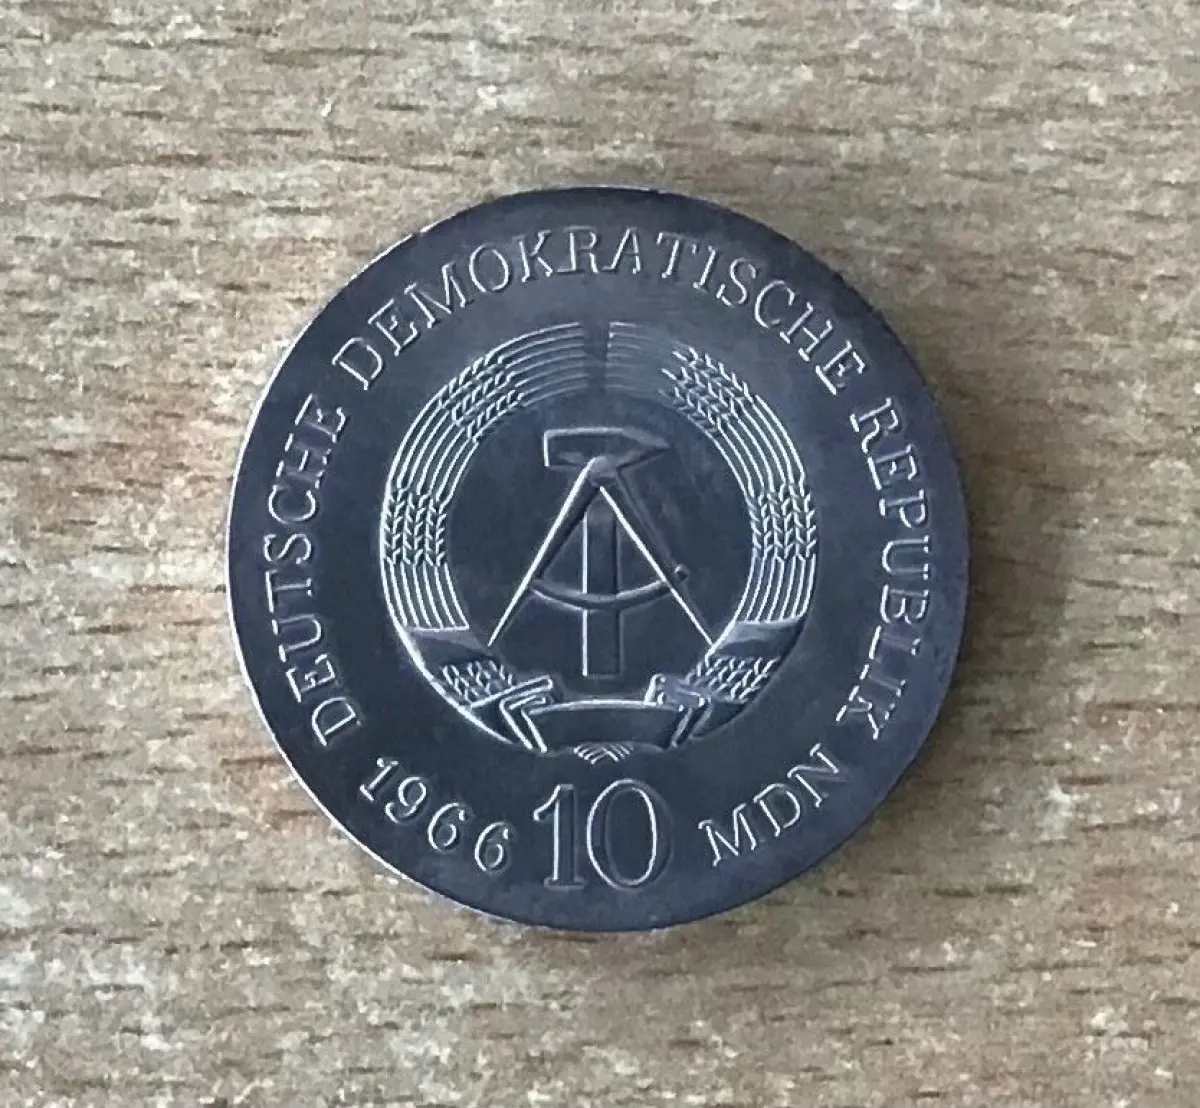 DEUTSCHE DEMOKRATISCHE REPUBLIK
1966 10 MDN